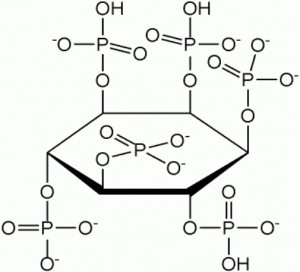 OH OH
⁻O-P=O ⁻O-P=O O⁻
O O O=P-O⁻
O
O=P-O⁻
O O⁻
O O
O=P-O⁻ O-P-O⁻
O⁻ OH